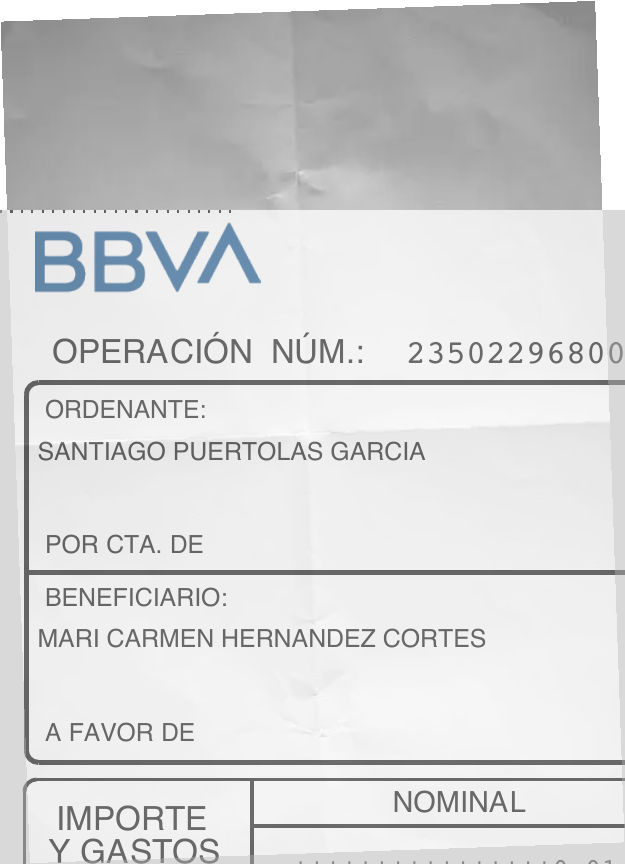 BBVA
OPERACIÓN NÚM.: 23502296800
ORDENANTE:
SANTIAGO PUERTOLAS GARCIA
POR CTA. DE
BENEFICIARIO:
MARI CARMEN HERNANDEZ CORTES
A FAVOR DE
IMPORTE
Y GASTOS
NOMINAL